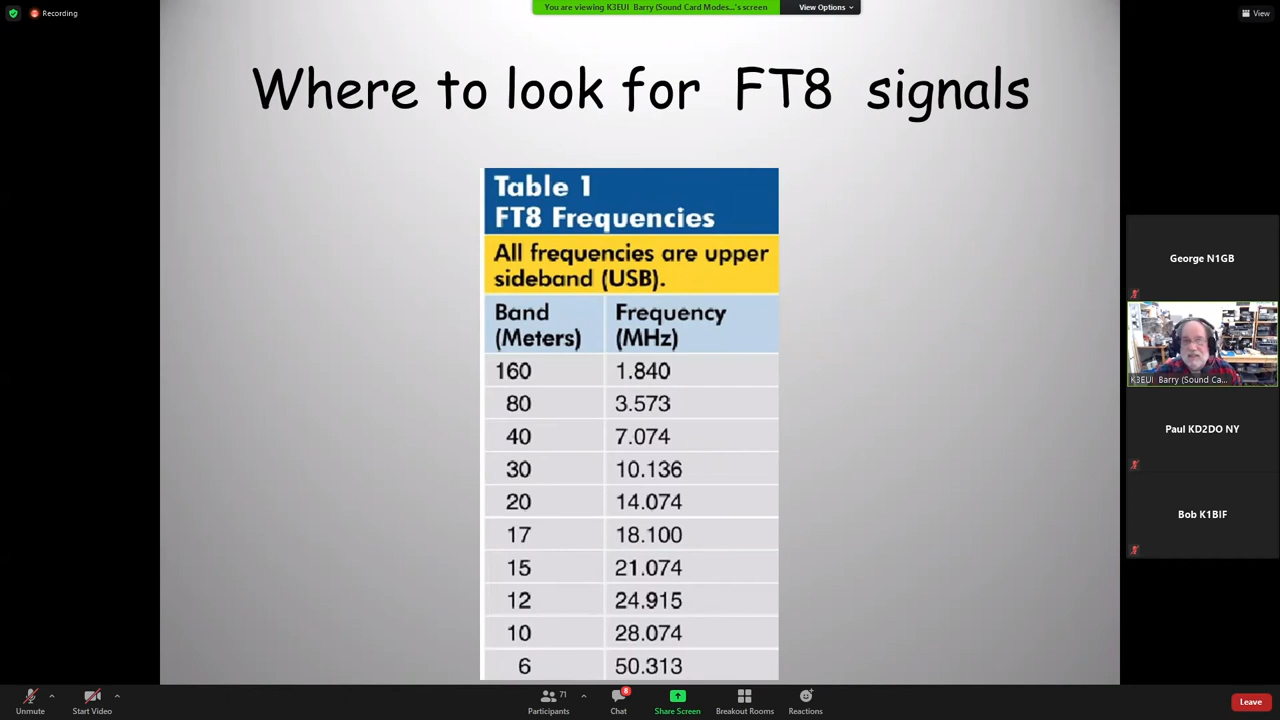 Recording
You are viewing K3EUI Barry (Sound Card Modes...'s screen
View Options
View
Where to look for FT8 signals
Table 1
FT8 Frequencies
All frequencies are upper
sideband (USB).
Band Frequency
(Meters) (MHz)
160 1.840
80 3.573
40 7.074
30 10.136
20 14.074
17 18.100
15 21.074
12 24.915
10 28.074
6 50.313
George N1GB
K3EUI Barry (Sound Ca...
Paul KD2DO NY
Bob K1BIF
Unmute
Start Video
71
Participants
8
Chat
Share Screen
Breakout Rooms
Reactions
Leave